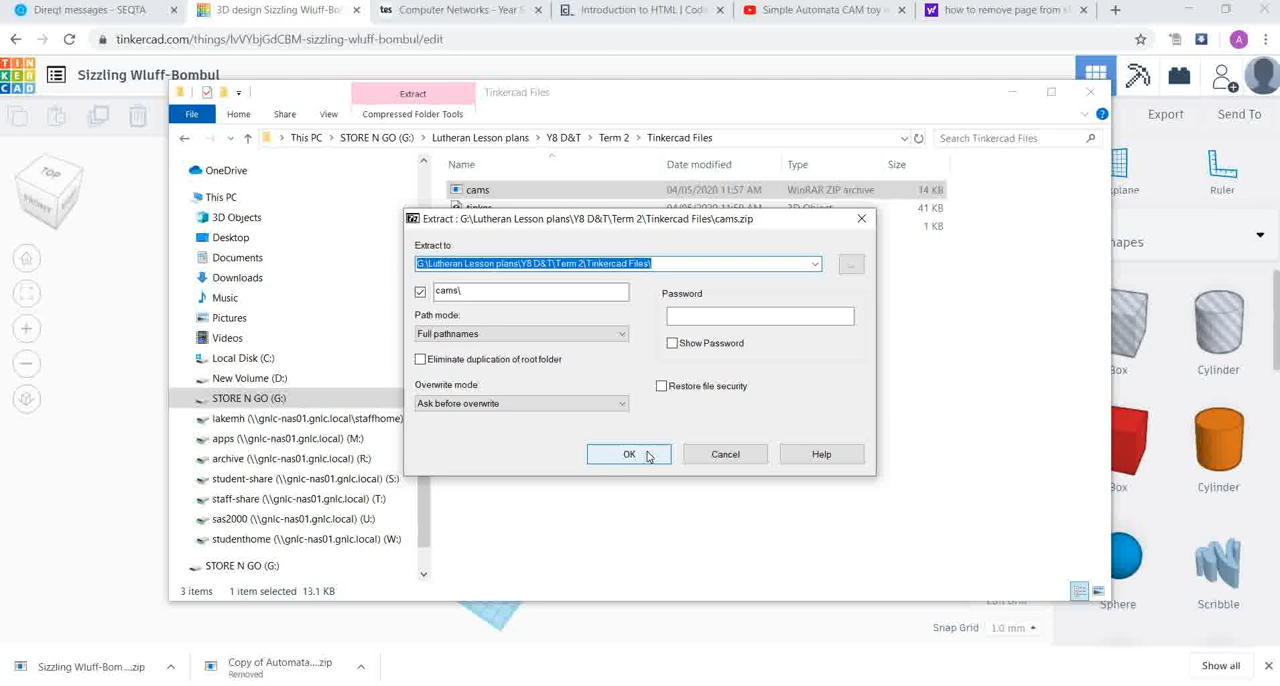 Direqt messages - SEQTA
3D design Sizzling Wluff-Bo
Computer Networks - Year
Introduction to HTML | Cod
Simple Automata CAM toy
how to remove page from
tinkercad.com/things/lvVYbjGdCBM-sizzling-wluff-bombul/edit
A
TIN
KER
CAD
Sizzling Wluff-Bombul
Extract
Tinkercad Files
File
Home
Share
View
Compressed Folder Tools
Export
Send To
This PC > STORE N GO (G:) > Lutheran Lesson plans > Y8 D&T > Term 2 > Tinkercad Files
Search Tinkercad Files
Name
Date modified
Type
Size
cams
04/05/2020 11:57 AM
WinRAR ZIP archive
14 KB
41 KB
1 KB
TOP
FRONT
OneDrive
This PC
3D Objects
Desktop
Documents
Downloads
Music
Pictures
Videos
Local Disk (C:)
New Volume (D:)
STORE N GO (G:)
lakemh (\\gnlc-nas01.gnlc.local\staffhome)
apps (\\gnlc-nas01.gnlc.local) (M:)
archive (\\gnlc-nas01.gnlc.local) (R:)
student-share (\\gnlc-nas01.gnlc.local) (S:)
staff-share (\\gnlc-nas01.gnlc.local) (T:)
sas2000 (\\gnlc-nas01.gnlc.local) (U:)
studenthome (\\gnlc-nas01.gnlc.local) (W:)
STORE N GO (G:)
3 items
1 item selected 13.1 KB
Extract : G:\Lutheran Lesson plans\Y8 D&T\Term 2\Tinkercad Files\cams.zip
Extract to
G:\Lutheran Lesson plans\Y8 D&T\Term 2\Tinkercad Files\
...
cams\
Password
Path mode:
Full pathnames
Show Password
Eliminate duplication of root folder
Overwrite mode:
Restore file security
Ask before overwrite
OK
Cancel
Help
plane
Ruler
apes
Box
Cylinder
Box
Cylinder
Sphere
Scribble
Snap Grid
1.0 mm
Sizzling Wluff-Bom....zip
Copy of Automata....zip
Removed
Show all